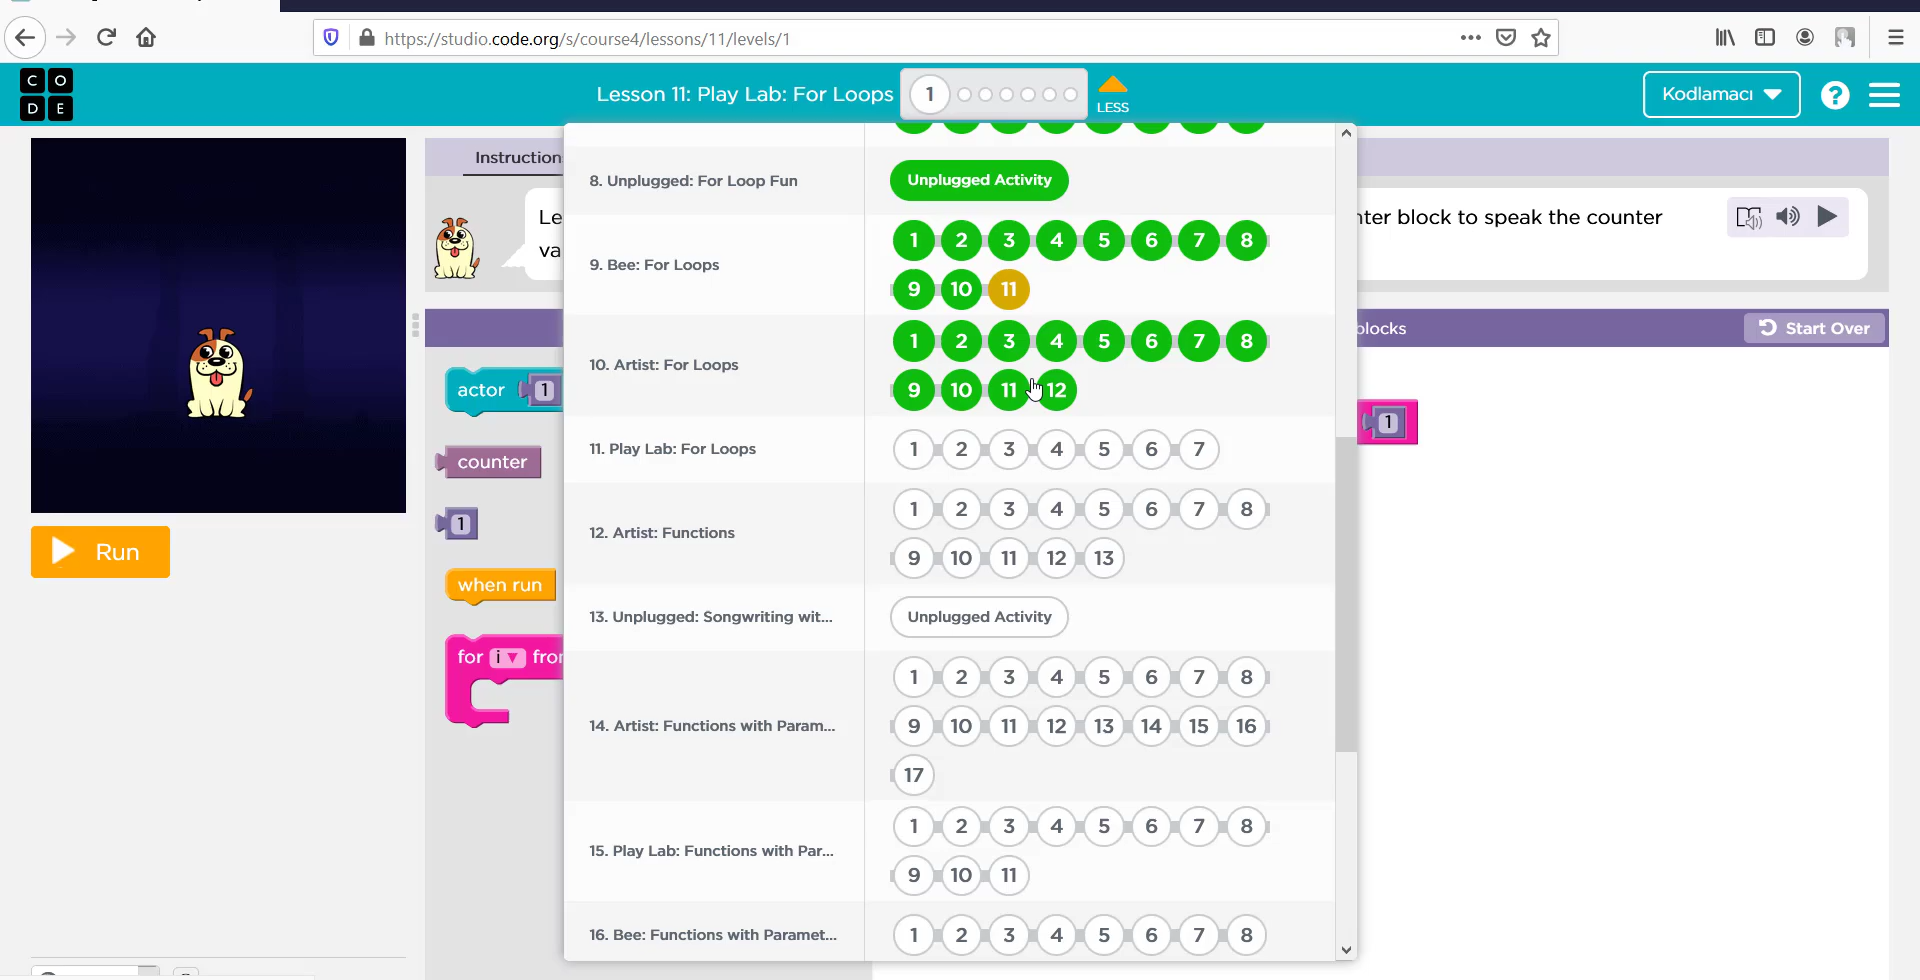 https://studio.code.org/s/course4/lessons/11/levels/1
C O
D E
Lesson 11: Play Lab: For Loops
1
LESS
Kodlamacı
?
Instruction
Le
va
nter block to speak the counter
locks
Start Over
actor 1
counter
1
when run
for i fror
1
Run
8. Unplugged: For Loop Fun
Unplugged Activity
9. Bee: For Loops
1 2 3 4 5 6 7 8
9 10 11
10. Artist: For Loops
1 2 3 4 5 6 7 8
9 10 11 12
11. Play Lab: For Loops
1 2 3 4 5 6 7
12. Artist: Functions
1 2 3 4 5 6 7 8
9 10 11 12 13
13. Unplugged: Songwriting wit...
Unplugged Activity
14. Artist: Functions with Param...
1 2 3 4 5 6 7 8
9 10 11 12 13 14 15 16
17
15. Play Lab: Functions with Par...
1 2 3 4 5 6 7 8
9 10 11
16. Bee: Functions with Paramet...
1 2 3 4 5 6 7 8